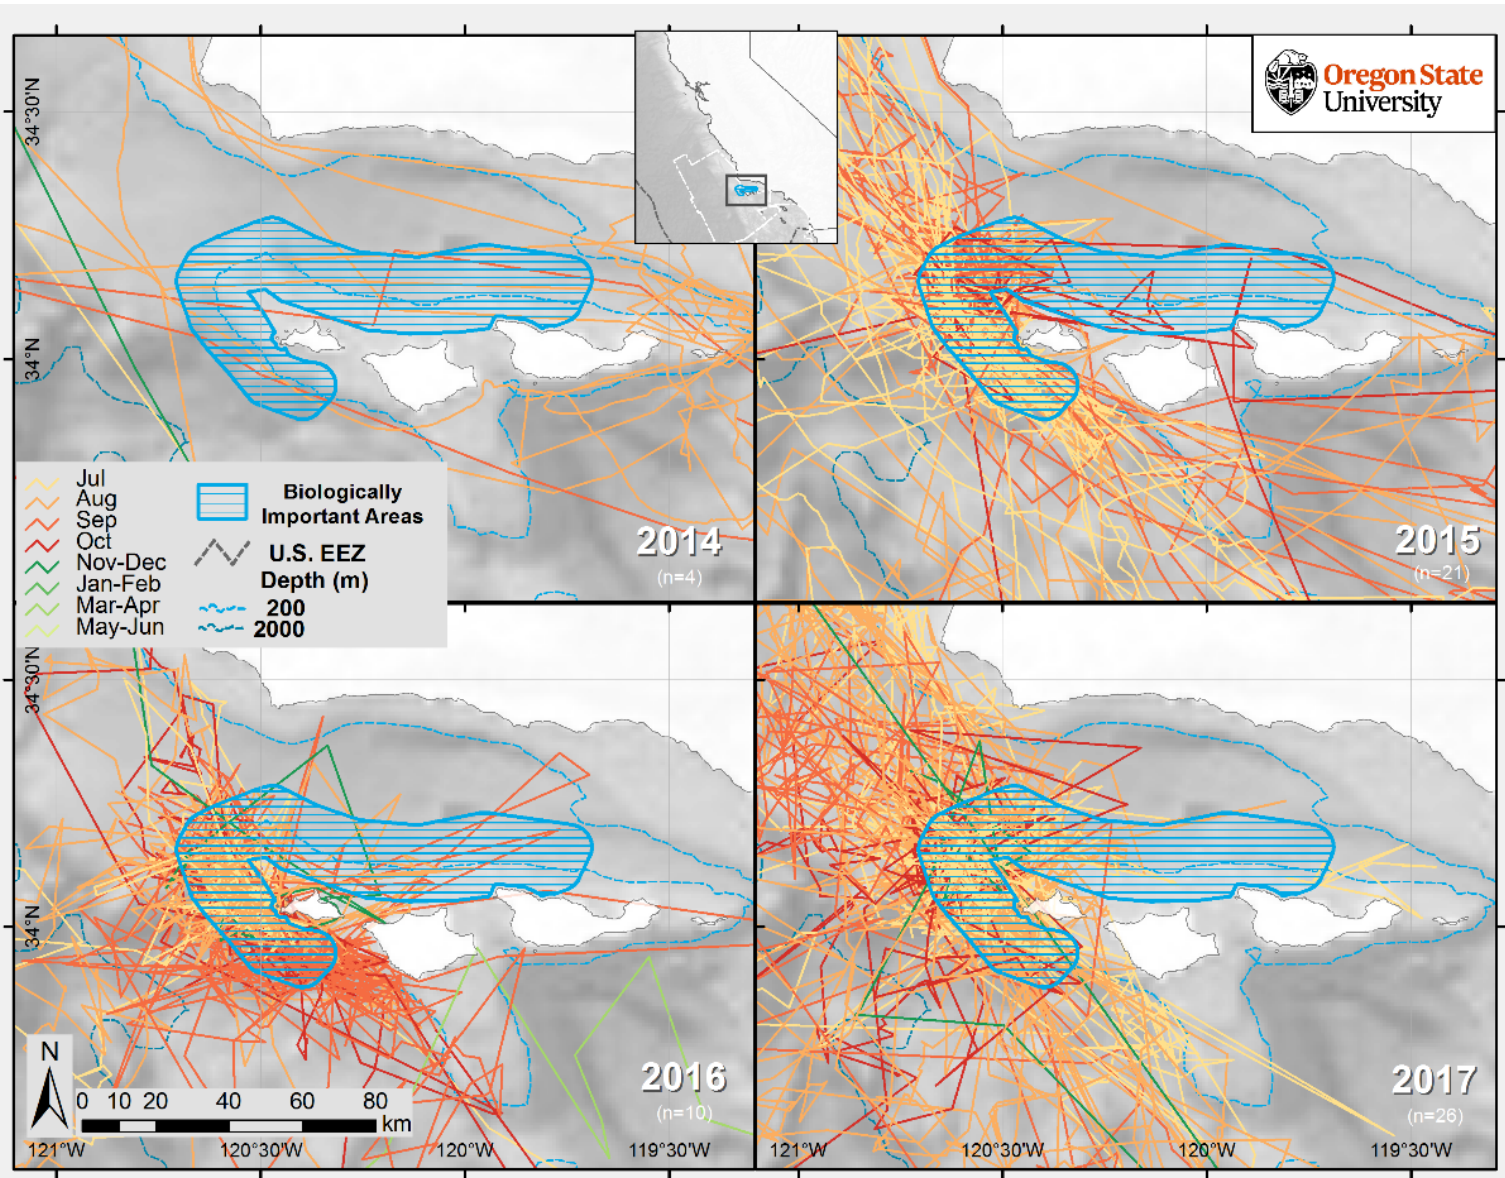 Oregon State
University
34°30'N
34°N
2014
(n=4)
2015
(n=21)
Jul
Aug
Sep
Oct
Nov-Dec
Jan-Feb
Mar-Apr
May-Jun
Biologically
Important Areas
U.S. EEZ
Depth (m)
200
2000
34°30'N
34°N
2016
(n=10)
2017
(n=26)
N
0 10 20 40 60 80
km
121°W 120°30'W 120°W 119°30'W 121°W 120°30'W 120°W 119°30'W